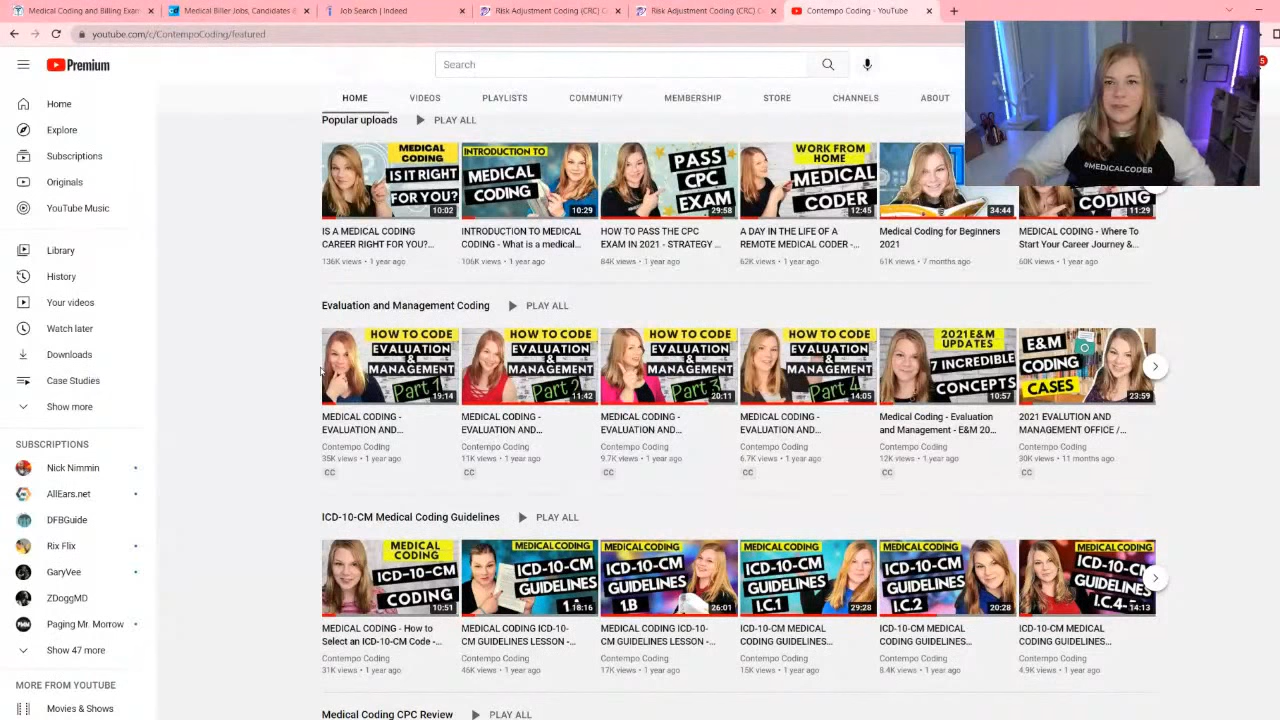 Medical Coding and Billing Exam
Medical Biller Jobs, Candidates &
Job Search | Indeed
Risk Adjustment Coding (CRC) C
Risk Adjustment Coding (CRC) C
Contempo Coding - YouTube
youtube.com/c/ContempoCoding/featured
Premium
Search
5
Home
Explore
Subscriptions
Originals
YouTube Music
Library
History
Your videos
Watch later
Downloads
Case Studies
Show more
SUBSCRIPTIONS
Nick Nimmin
AllEars.net
DFBGuide
Rix Flix
GaryVee
ZDoggMD
Paging Mr. Morrow
Show 47 more
MORE FROM YOUTUBE
Movies & Shows
HOME
VIDEOS
PLAYLISTS
COMMUNITY
MEMBERSHIP
STORE
CHANNELS
ABOUT
#MEDICALCODER
Popular uploads
PLAY ALL
MEDICAL
CODING
IS IT RIGHT
FOR YOU?
10:02
INTRODUCTION TO
MEDICAL
CODING
10:29
PASS
CPC
EXAM
29:58
WORK FROM
HOME
MEDICAL
CODER
12:45
34:44
CODING
11:29
IS A MEDICAL CODING
CAREER RIGHT FOR YOU?...
136K views • 1 year ago
INTRODUCTION TO MEDICAL
CODING - What is a medical...
106K views • 1 year ago
HOW TO PASS THE CPC
EXAM IN 2021 - STRATEGY ...
84K views • 1 year ago
A DAY IN THE LIFE OF A
REMOTE MEDICAL CODER -...
62K views • 1 year ago
Medical Coding for Beginners
2021
61K views • 7 months ago
MEDICAL CODING - Where To
Start Your Career Journey &...
60K views • 1 year ago
Evaluation and Management Coding
PLAY ALL
HOW TO CODE
EVALUATION
&
MANAGEMENT
Part 1
19:14
HOW TO CODE
EVALUATION
&
MANAGEMENT
Part 2
11:42
HOW TO CODE
EVALUATION
&
MANAGEMENT
Part 3
20:11
HOW TO CODE
EVALUATION
&
MANAGEMENT
Part 4
14:05
2021 E&M
UPDATES
7 INCREDIBLE
CONCEPTS
10:57
E&M
CODING
CASES
23:59
MEDICAL CODING -
EVALUATION AND...
Contempo Coding
35K views • 1 year ago
CC
MEDICAL CODING -
EVALUATION AND...
Contempo Coding
11K views • 1 year ago
CC
MEDICAL CODING -
EVALUATION AND...
Contempo Coding
9.7K views • 1 year ago
CC
MEDICAL CODING -
EVALUATION AND...
Contempo Coding
6.7K views • 1 year ago
CC
Medical Coding - Evaluation
and Management - E&M 20...
Contempo Coding
12K views • 1 year ago
CC
2021 EVALUTION AND
MANAGEMENT OFFICE /...
Contempo Coding
30K views • 11 months ago
CC
ICD-10-CM Medical Coding Guidelines
PLAY ALL
MEDICAL
CODING
ICD-10-CM
CODING
10:51
MEDICAL CODING
ICD-10-CM
GUIDELINES
18:16
MEDICAL CODING
ICD-10-CM
GUIDELINES
1.B
26:01
MEDICAL CODING
ICD-10-CM
GUIDELINES
I.C.1
29:28
MEDICAL CODING
ICD-10-CM
GUIDELINES
I.C.2
20:28
MEDICAL CODING
ICD-10-CM
GUIDELINES
I.C.4-
14:13
MEDICAL CODING - How to
Select an ICD-10-CM Code -...
Contempo Coding
31K views • 1 year ago
MEDICAL CODING ICD-10-
CM GUIDELINES LESSON -...
Contempo Coding
46K views • 1 year ago
MEDICAL CODING ICD-10-
CM GUIDELINES LESSON -...
Contempo Coding
17K views • 1 year ago
ICD-10-CM MEDICAL
CODING GUIDELINES...
Contempo Coding
15K views • 1 year ago
ICD-10-CM MEDICAL
CODING GUIDELINES...
Contempo Coding
8.4K views • 1 year ago
ICD-10-CM MEDICAL
CODING GUIDELINES...
Contempo Coding
4.9K views • 1 year ago
Medical Coding CPC Review
PLAY ALL